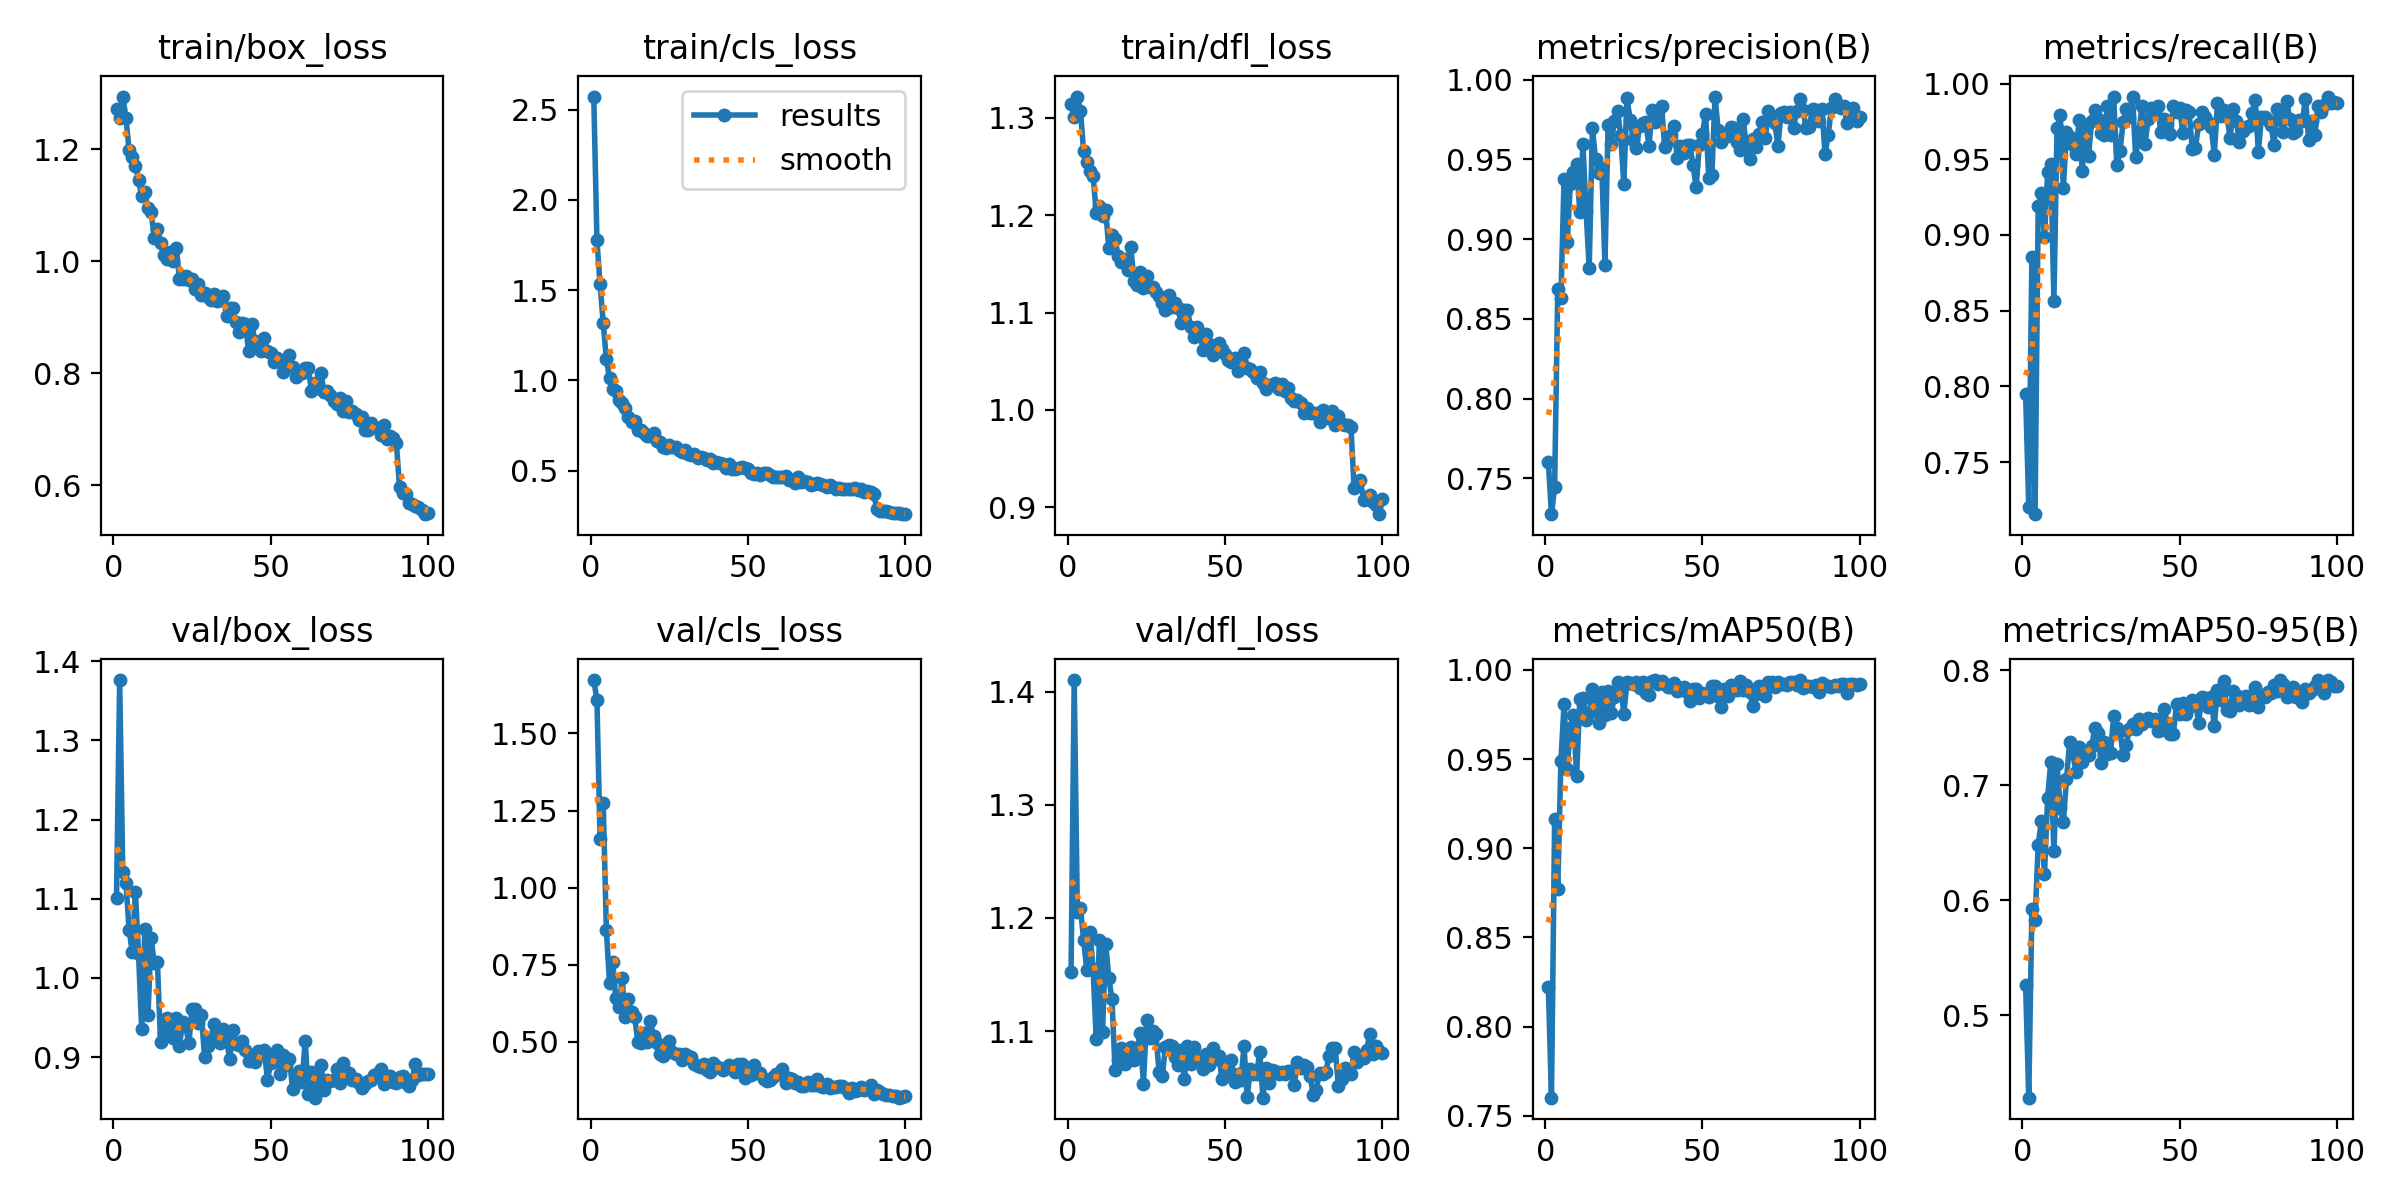 train/box_loss
1.2
1.0
0.8
0.6
0 50 100
train/cls_loss
results
smooth
2.5
2.0
1.5
1.0
0.5
0 50 100
train/dfl_loss
1.3
1.2
1.1
1.0
0.9
0 50 100
metrics/precision(B)
1.00
0.95
0.90
0.85
0.80
0.75
0 50 100
metrics/recall(B)
1.00
0.95
0.90
0.85
0.80
0.75
0 50 100
val/box_loss
1.4
1.3
1.2
1.1
1.0
0.9
0 50 100
val/cls_loss
1.50
1.25
1.00
0.75
0.50
0 50 100
val/dfl_loss
1.4
1.3
1.2
1.1
0 50 100
metrics/mAP50(B)
1.00
0.95
0.90
0.85
0.80
0.75
0 50 100
metrics/mAP50-95(B)
0.8
0.7
0.6
0.5
0 50 100